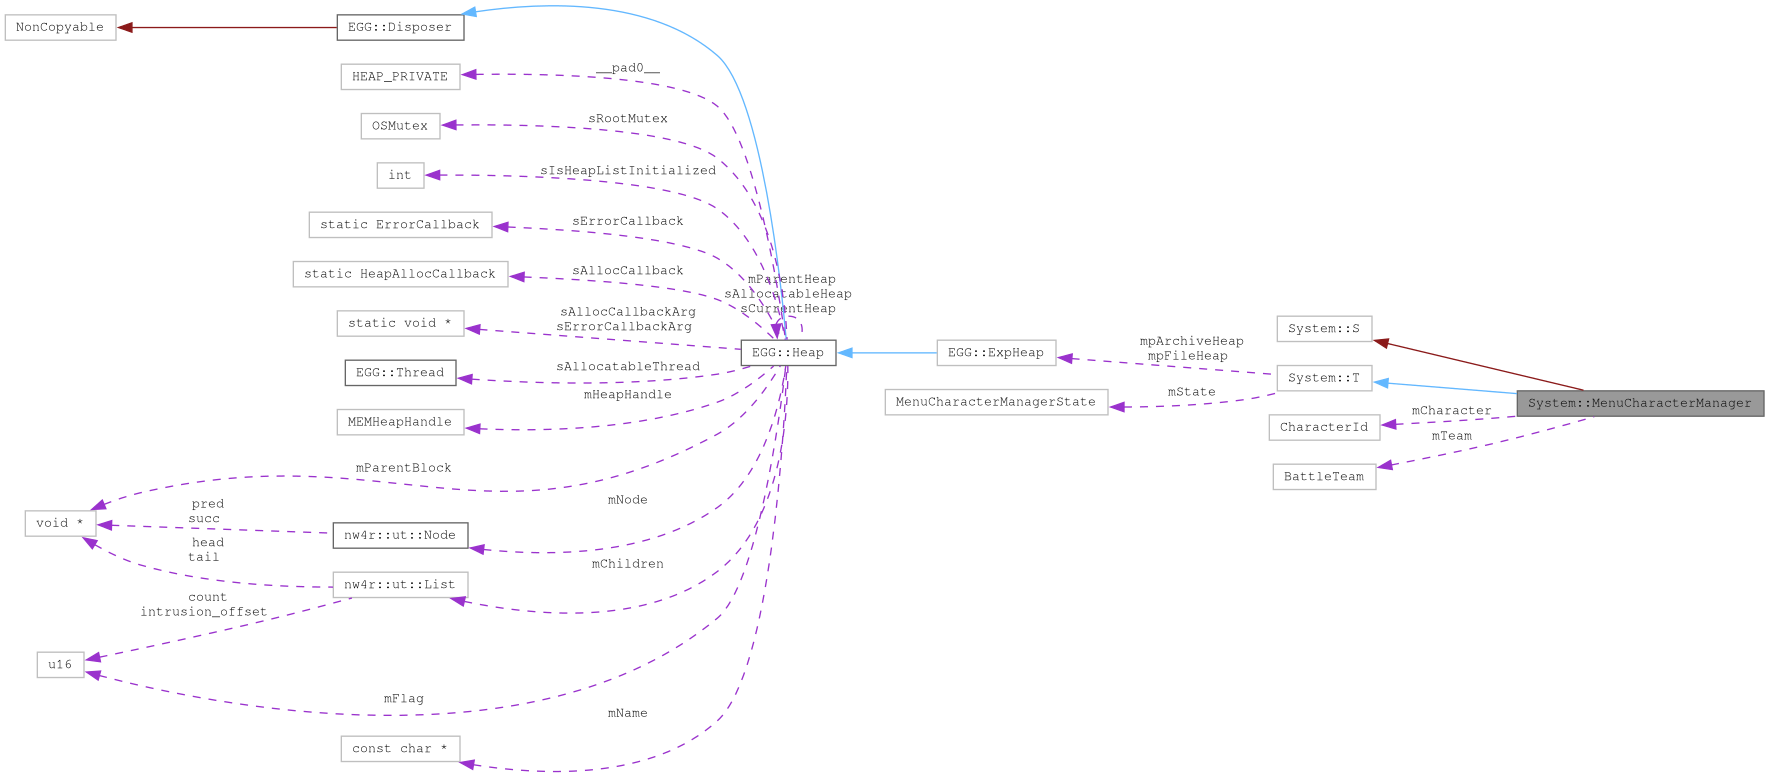 NonCopyable
EGG::Disposer
HEAP_PRIVATE
__pad0__
OSMutex
sRootMutex
int
sIsHeapListInitialized
static ErrorCallback
sErrorCallback
static HeapAllocCallback
sAllocCallback
mParentHeap
sAllocatableHeap
sCurrentHeap
static void *
sAllocCallbackArg
sErrorCallbackArg
EGG::Heap
EGG::ExpHeap
mpArchiveHeap
mpFileHeap
System::S
System::T
EGG::Thread
sAllocatableThread
mHeapHandle
MEMHeapHandle
MenuCharacterManagerState
mState
System::MenuCharacterManager
mCharacter
CharacterId
mTeam
BattleTeam
mParentBlock
void *
pred
succ
nw4r::ut::Node
mNode
head
tail
nw4r::ut::List
mChildren
count
intrusion_offset
u16
mFlag
mName
const char *